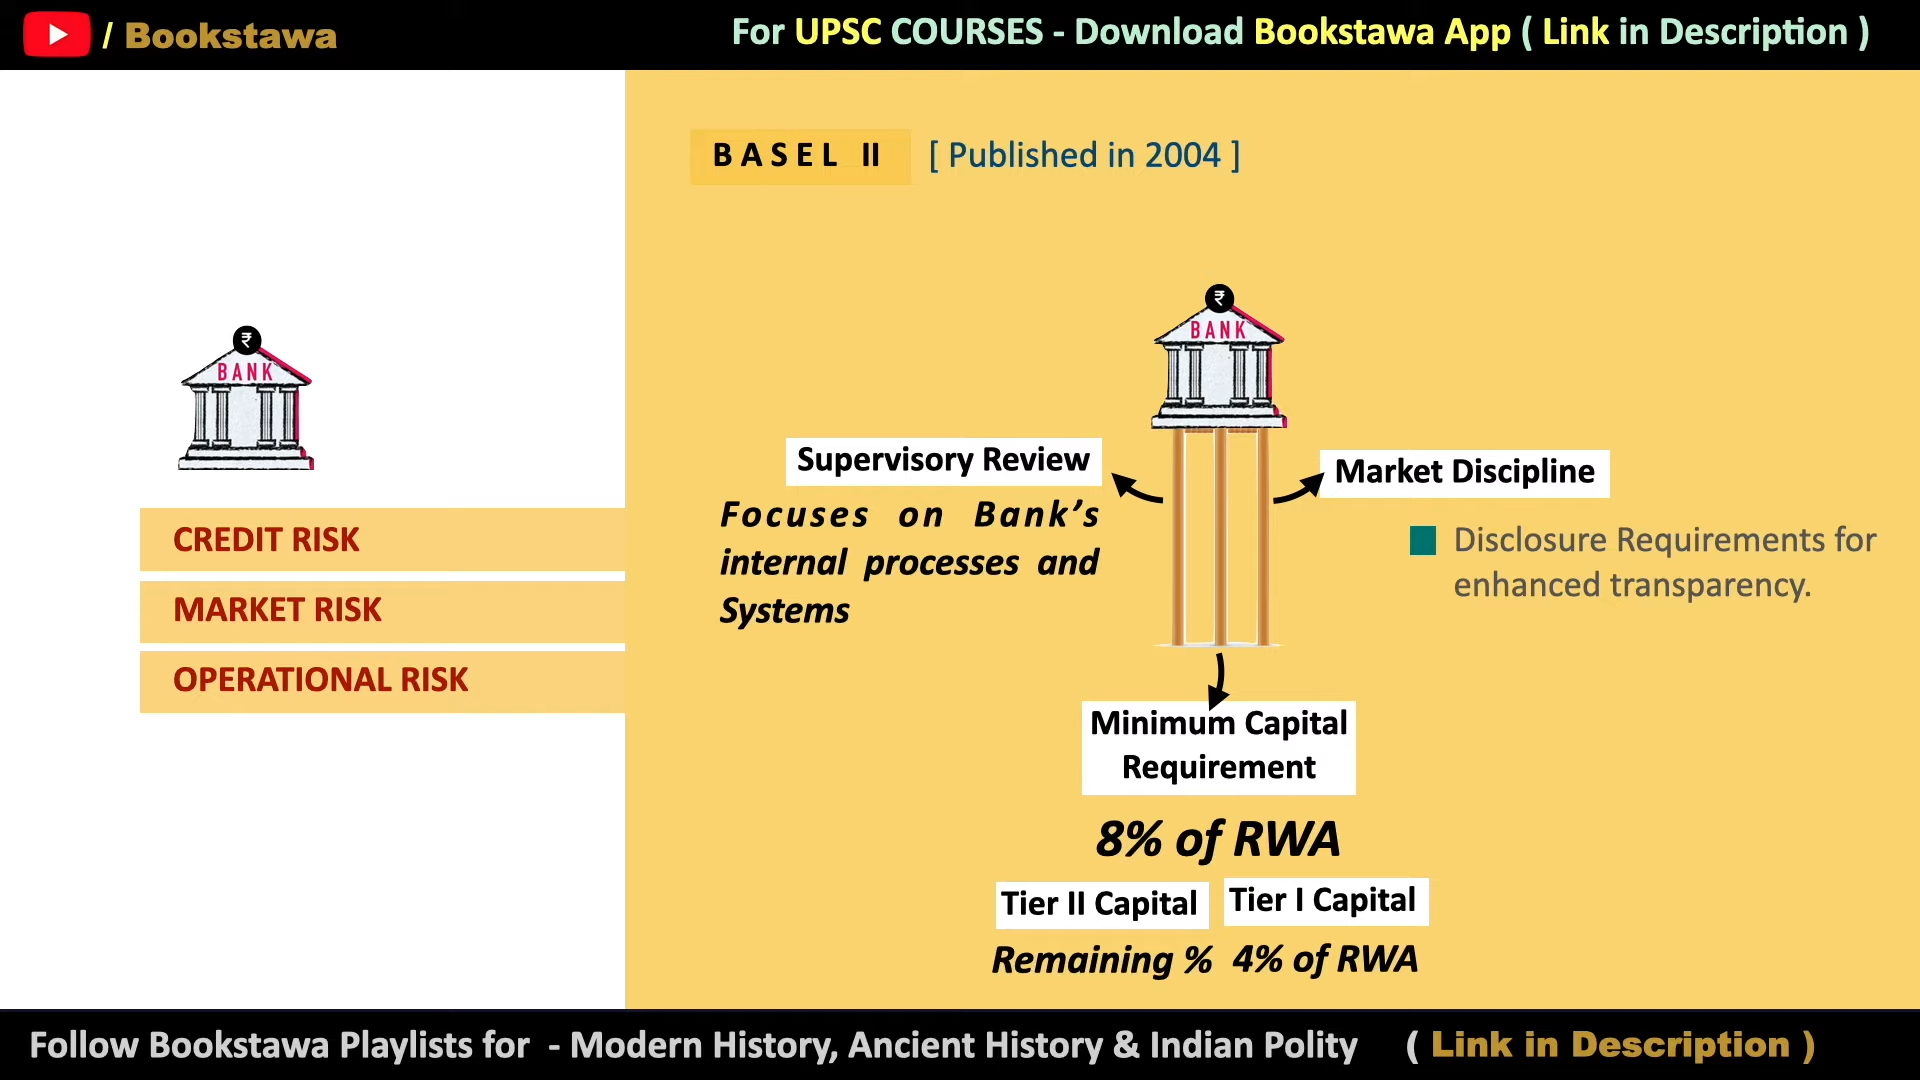 / Bookstawa
For UPSC COURSES - Download Bookstawa App ( Link in Description )
BASEL II [ Published in 2004 ]
₹
BANK
CREDIT RISK
MARKET RISK
OPERATIONAL RISK
₹
BANK
Supervisory Review
Focuses on Bank’s
internal processes and
Systems
Market Discipline
Disclosure Requirements for
enhanced transparency.
Minimum Capital
Requirement
8% of RWA
Tier II Capital Tier I Capital
Remaining % 4% of RWA
Follow Bookstawa Playlists for - Modern History, Ancient History & Indian Polity ( Link in Description )